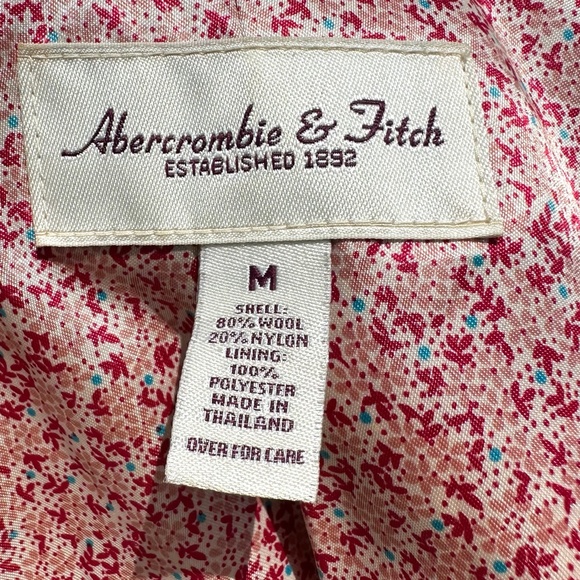 Abercrombie & Fitch
ESTABLISHED 1892
M
SHELL:
80% WOOL
20% NYLON
LINING:
100%
POLYESTER
MADE IN
THAILAND
OVER FOR CARE